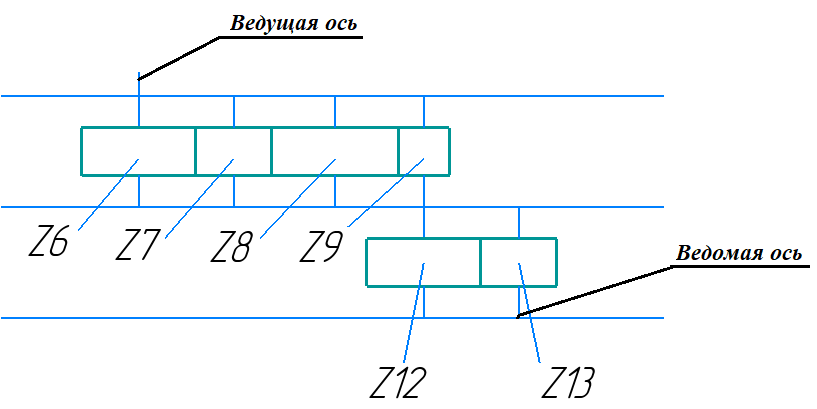 Ведущая ось
Z6 Z7 Z8 Z9
Ведомая ось
Z12 Z13